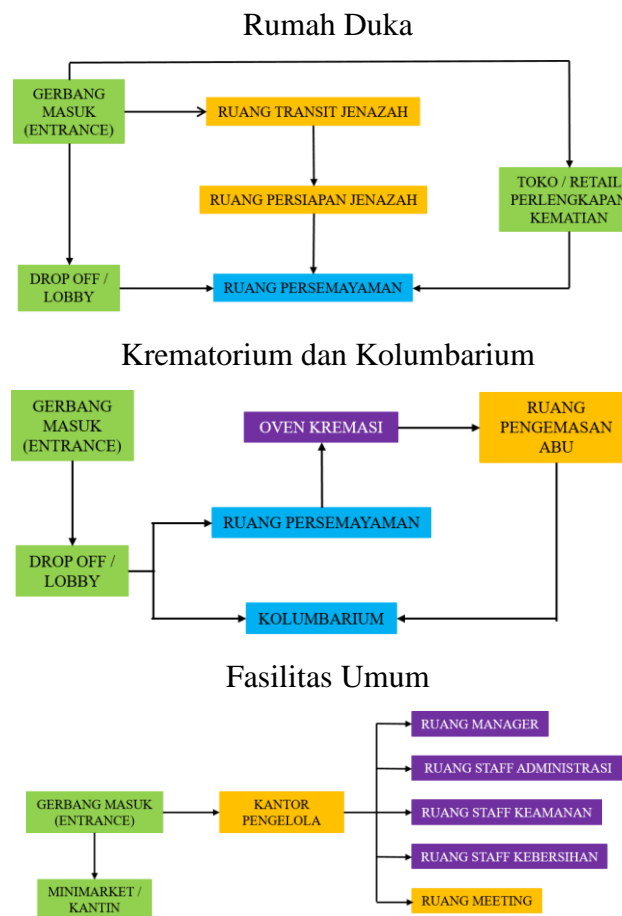 Rumah Duka
GERBANG
MASUK
(ENTRANCE)
RUANG TRANSIT JENAZAH
RUANG PERSIAPAN JENAZAH
TOKO / RETAIL
PERLENGKAPAN
KEMATIAN
DROP OFF /
LOBBY
RUANG PERSEMAYAMAN
Krematorium dan Kolumbarium
GERBANG
MASUK
(ENTRANCE)
OVEN KREMASI
RUANG
PENGEMASAN
ABU
RUANG PERSEMAYAMAN
DROP OFF /
LOBBY
KOLUMBARIUM
Fasilitas Umum
RUANG MANAGER
RUANG STAFF ADMINISTRASI
GERBANG MASUK
(ENTRANCE)
KANTOR
PENGELOLA
RUANG STAFF KEAMANAN
RUANG STAFF KEBERSIHAN
MINIMARKET /
KANTIN
RUANG MEETING